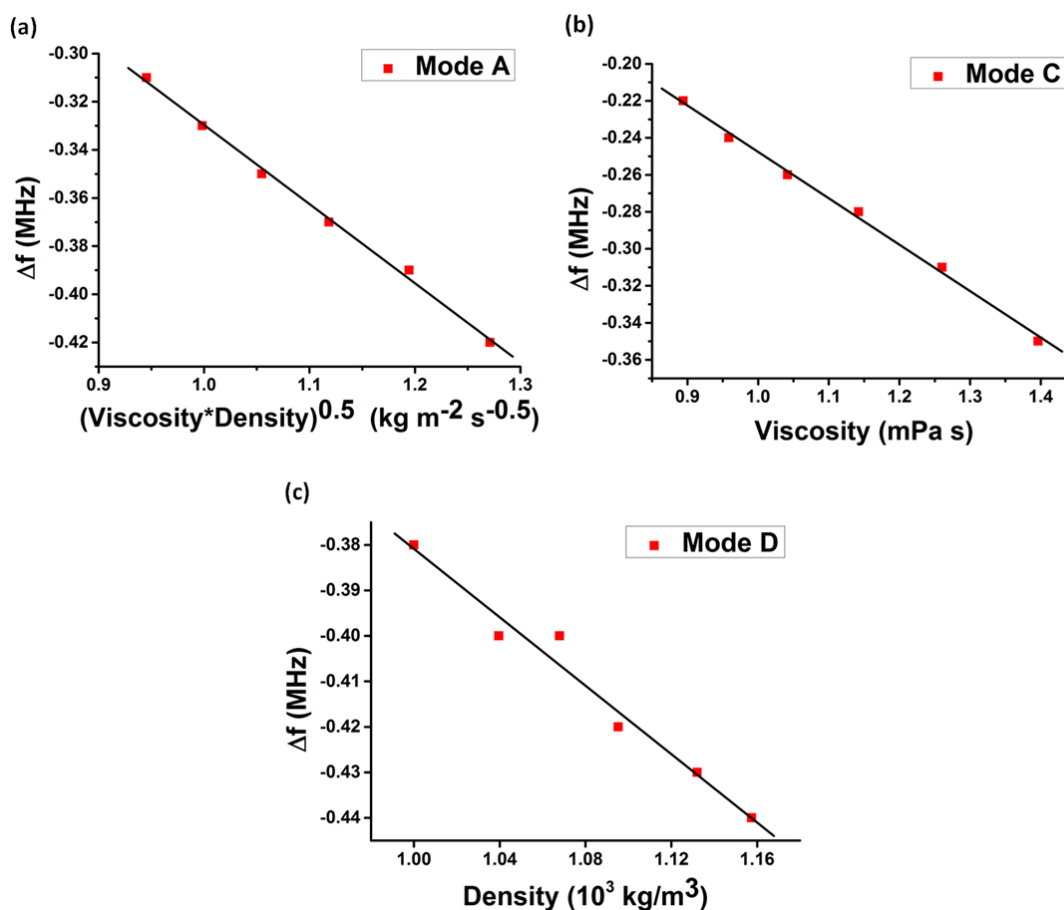 (a)
Mode A
-0.30
-0.32
-0.34
-0.36
-0.38
-0.40
-0.42
Δf (MHz)
0.9 1.0 1.1 1.2 1.3
(Viscosity*Density)^0.5 (kg m^-2 s^-0.5)
(b)
Mode C
-0.20
-0.22
-0.24
-0.26
-0.28
-0.30
-0.32
-0.34
-0.36
Δf (MHz)
0.9 1.0 1.1 1.2 1.3 1.4
Viscosity (mPa s)
(c)
Mode D
-0.38
-0.39
-0.40
-0.41
-0.42
-0.43
-0.44
Δf (MHz)
1.00 1.04 1.08 1.12 1.16
Density (10³ kg/m³)